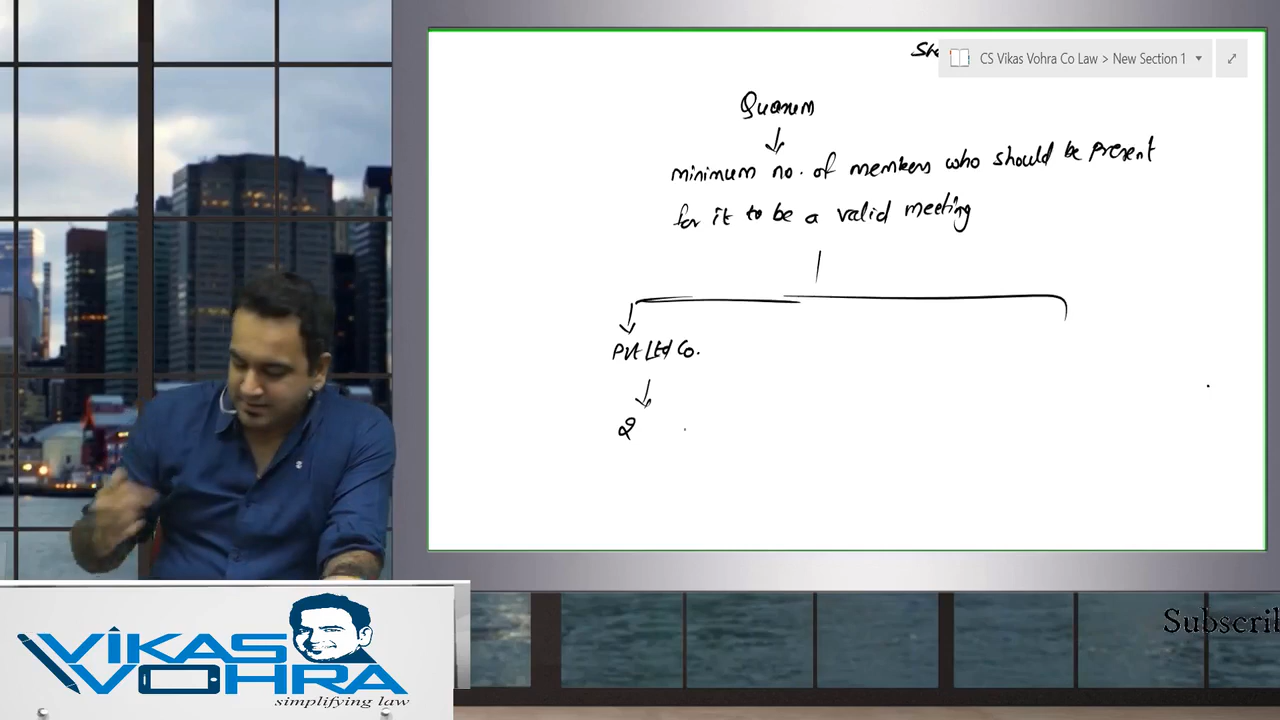 CS Vikas Vohra Co Law > New Section 1
Quorum
minimum no. of members who should be present
for it to be a valid meeting
Pvt Ltd Co.
2
VIKAS
VOHRA
simplifying law